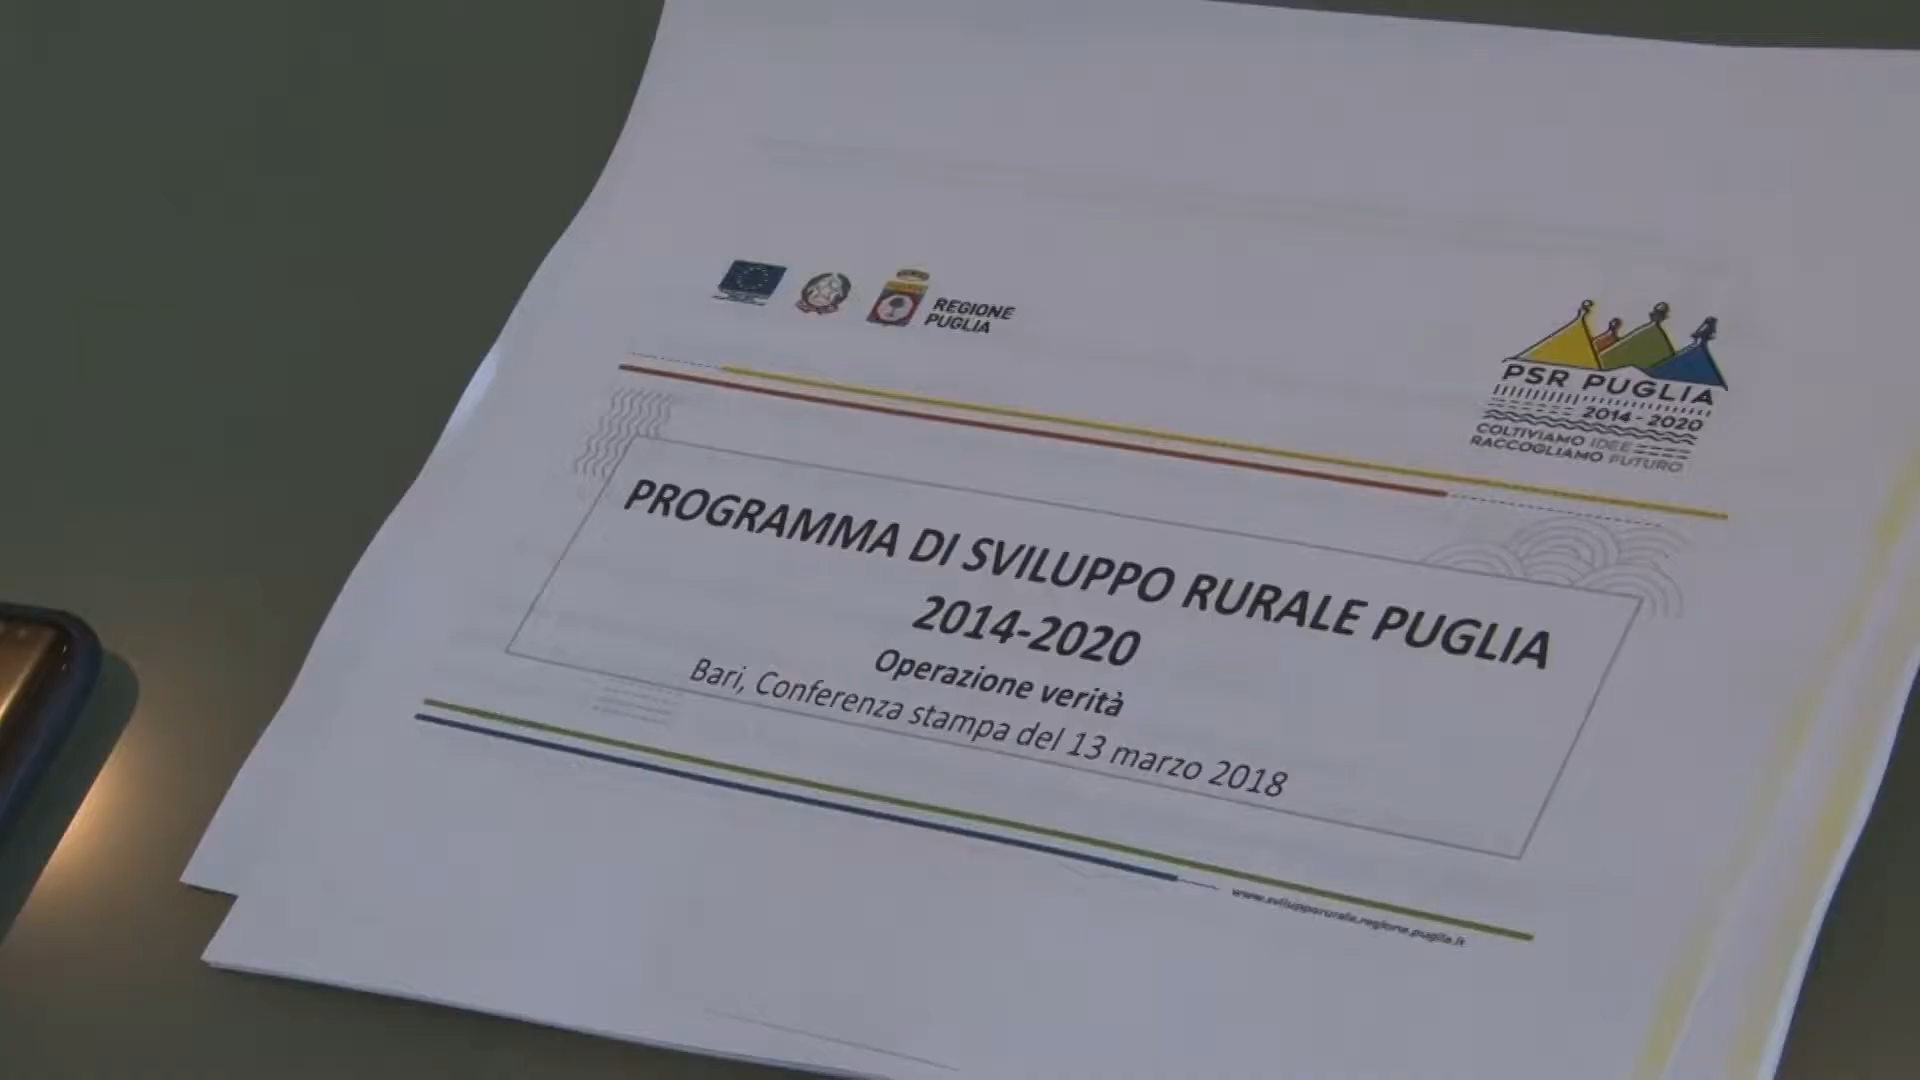 REGIONE
PUGLIA
PSR PUGLIA
2014 - 2020
COLTIVIAMO IDEE
RACCOGLIAMO FUTURO
PROGRAMMA DI SVILUPPO RURALE PUGLIA
2014-2020
Operazione verità
Bari, Conferenza stampa del 13 marzo 2018
www.svilupporurale.regione.puglia.it